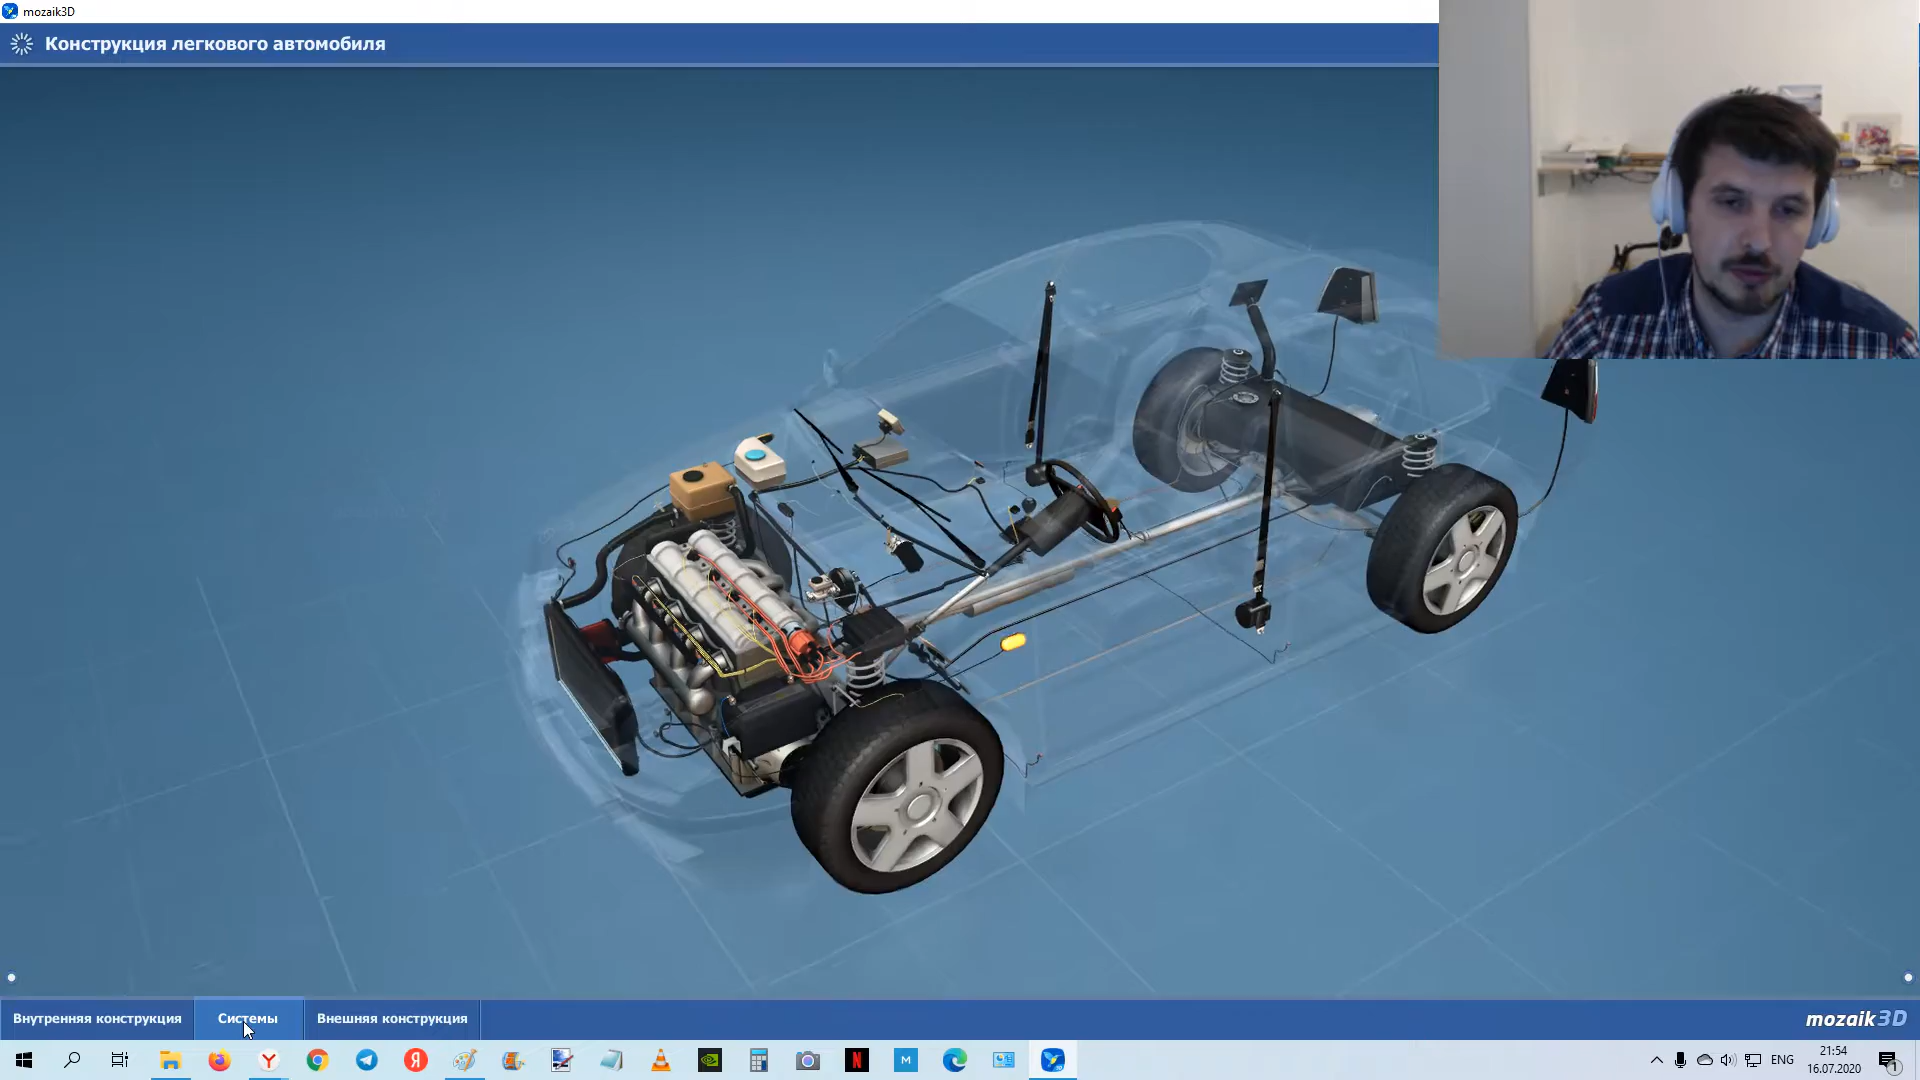 mozaik3D
Конструкция легкового автомобиля
Внутренняя конструкция
Системы
Внешняя конструкция
mozaik3D
ENG
21:54
16.07.2020